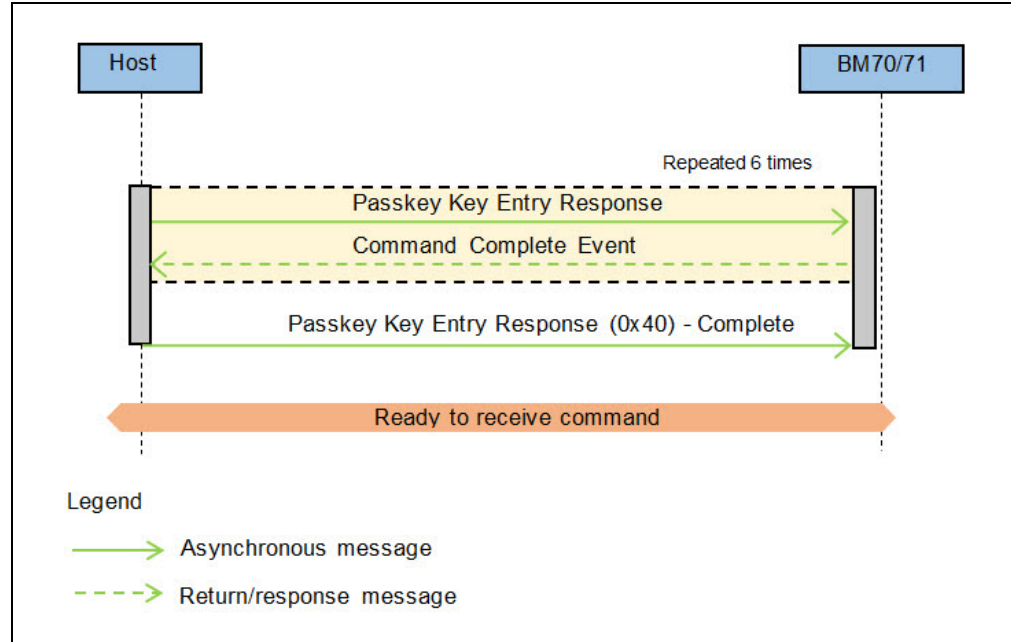 Host
BM70/71
Repeated 6 times
Passkey Key Entry Response
Command Complete Event
Passkey Key Entry Response (0x40) - Complete
Ready to receive command
Legend
Asynchronous message
Return/response message